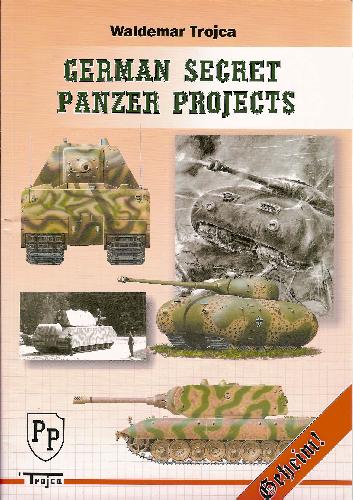 Waldemar Trojca
GERMAN SECRET
PANZER PROJECTS
PP
Trojca
Geheim!